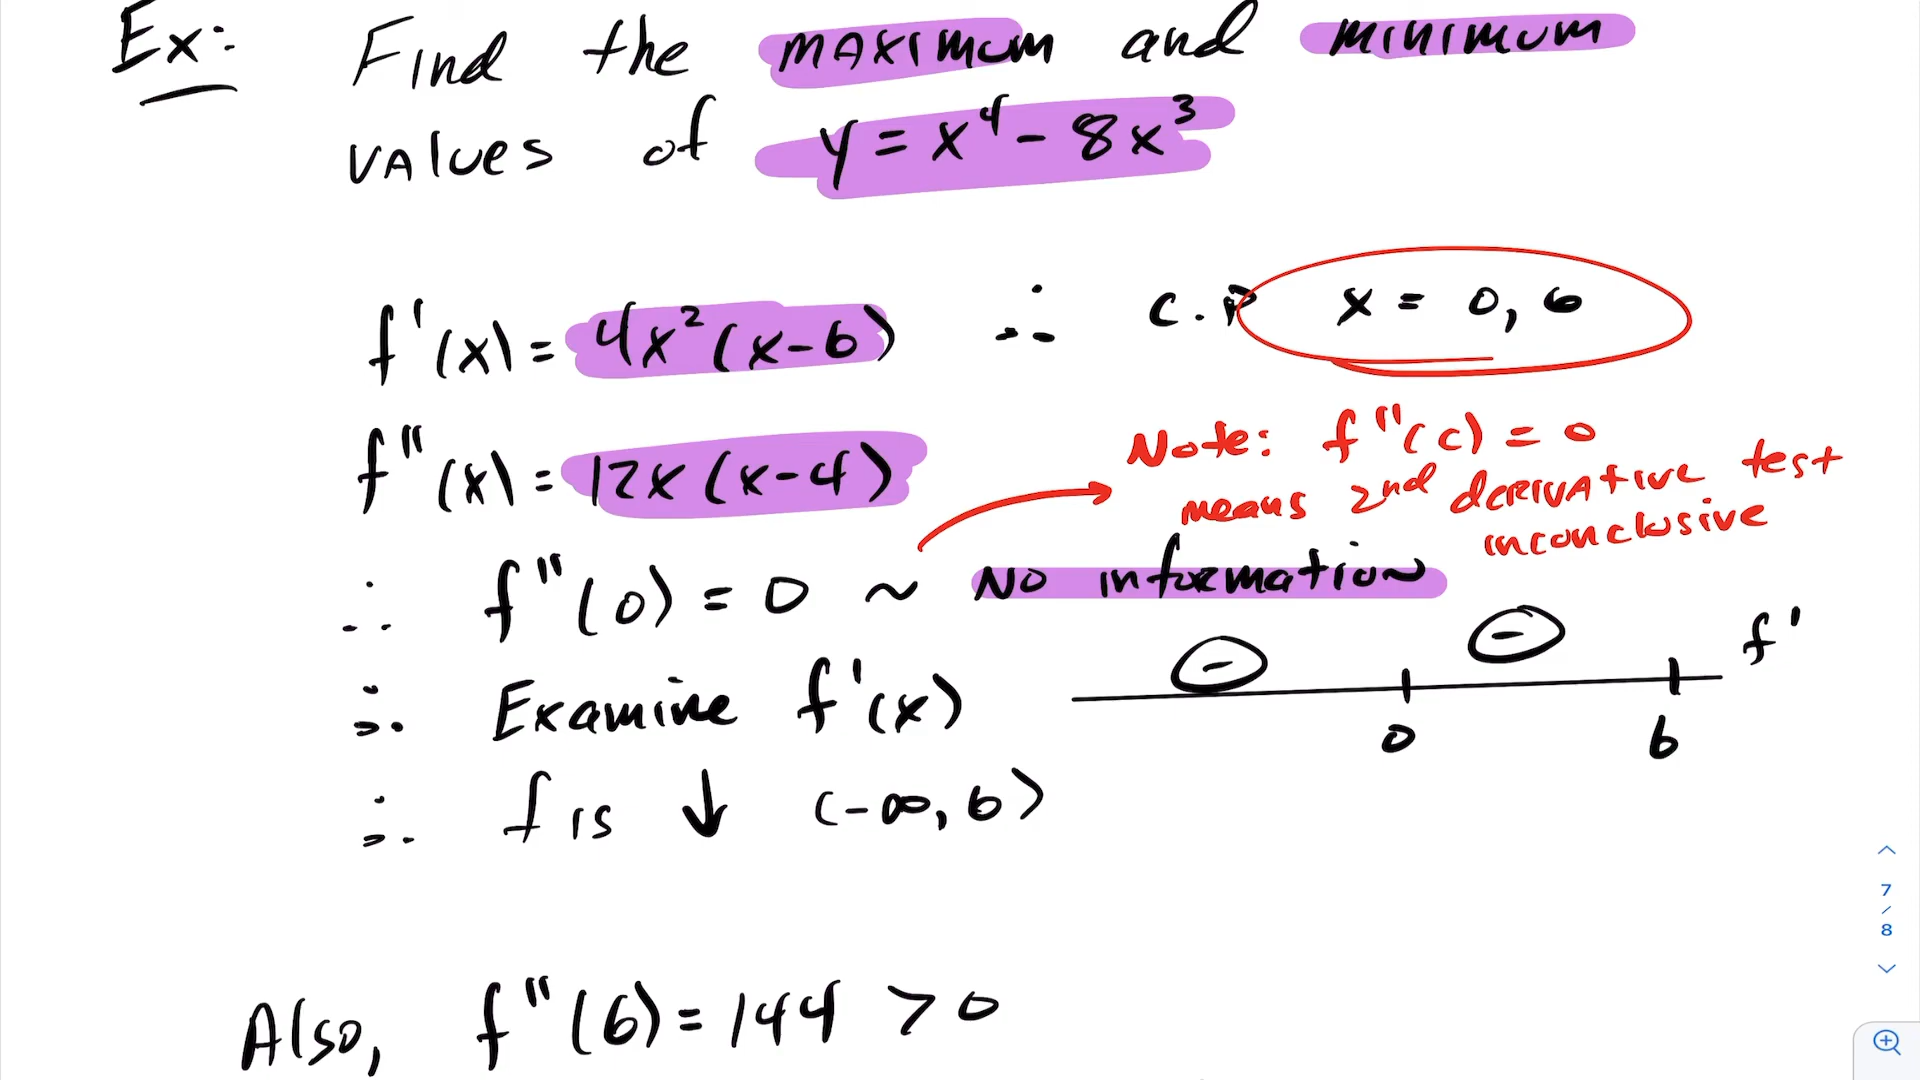 Ex: Find the maximum and minimum
values of y = x⁴ - 8x³
f'(x) = 4x²(x-6) ∴ C.P x = 0, 6
f''(x) = 12x(x-4)
Note: f''(c) = 0
means 2nd derivative test
inconclusive
∴ f''(0) = 0 ~ No information
∴ Examine f'(x)
- - f'
0 6
∴ f is ↓ (-∞, 6)
Also, f''(6) = 144 > 0
7
/
8